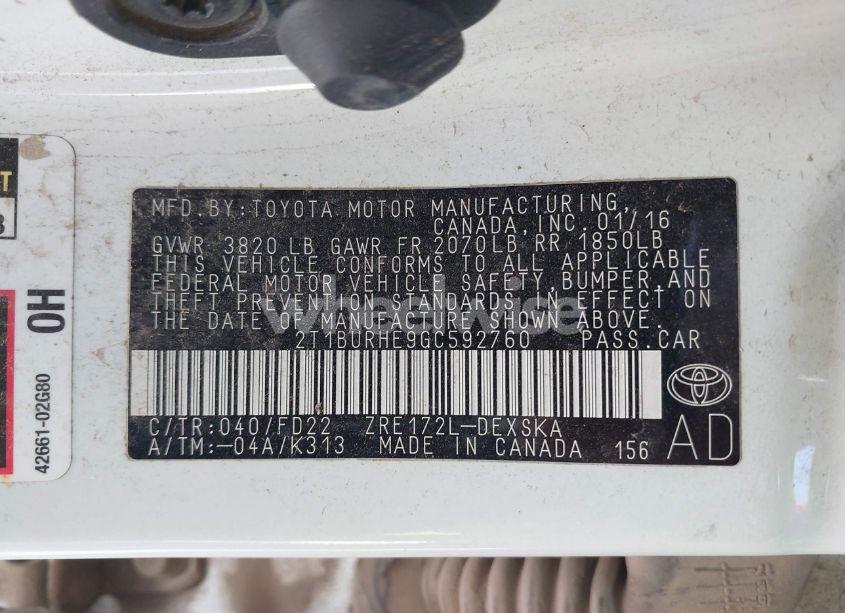 MFD.BY:TOYOTA MOTOR MANUFACTURING,
CANADA, INC. 01/16
GVWR 3820 LB GAWR FR 2070LB RR 1850LB
THIS VEHICLE CONFORMS TO ALL APPLICABLE
FEDERAL MOTOR VEHICLE SAFETY, BUMPER, AND
THEFT PREVENTION STANDARDS IN EFFECT ON
THE DATE OF MANUFACTURE SHOWN ABOVE.
2T1BURHE9GC592760 PASS.CAR
C/TR:040/FD22 ZRE172L-DEXSKA
A/TM:-04A/K313 MADE IN CANADA 156
AD
Wheelwise
0H
42661-02G80